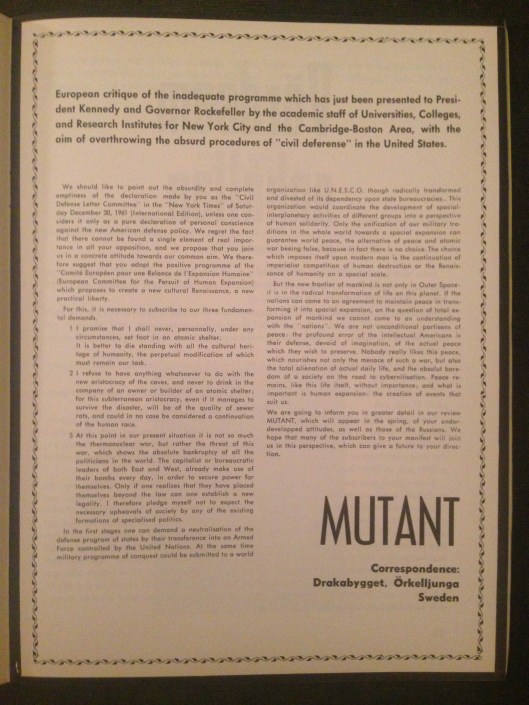 European critique of the inadequate programme which has just been presented to Presi-
dent Kennedy and Governor Rockefeller by the academic staff of Universities, Colleges,
and Research Institutes for New York City and the Cambridge-Boston Area, with the
aim of overthrowing the absurd procedures of "civil deferense" in the United States.
We should like to point out the absurdity and complete
emptiness of the declaration made by you as the "Civil
Defense Letter Committee" in the "New York Times" of Satur-
day December 30, 1961 (International Edition), unless one con-
siders it only as a pure declaration of personal conscience
against the new American defense policy. We regret the fact
that there cannot be found a single element of real impor-
tance in all your opposition, and we propose that you join
us in a concrete attitude towards our common aim. We there-
fore suggest that you adopt the positive programme of the
"Comité Européen pour une Relance de l'Expansion Humaine"
(European Committee for the Persuit of Human Expansion)
which proposes to create a new cultural Renaissance, a new
practical liberty.
For this, it is necessary to subscribe to our three fundamen-
tal demands.
1 I promise that I shall never, personnally, under any
circumstances, set foot in an atomic shelter.
It is better to die standing with all the cultural heri-
tage of humanity, the perpetual modification of which
must remain our task.
2 I refuse to have anything whatsoever to do with the
new aristocracy of the caves, and never to drink in the
company of an owner or builder of an atomic shelter;
for this subterranean aristocracy, even if it manages to
survive the disaster, will be of the quality of sewer
rats, and could in no case be considered a continuation
of the human race.
3 At this point in our present situation it is not so much
the thermonuclear war, but rather the threat of this
war, which shows the absolute bankruptcy of all the
politicians in the world. The capitalist or bureaucratic
leaders of both East and West, already make use of
their bombs every day, in order to secure power for
themselves. Only if one realizes that they have placed
themselves beyond the law can one establish a new
legality. I therefore pledge myself not to expect the
necessary upheavals of society by any of the existing
formations of specialised politics.
In the first stages one can demand a neutralisation of the
defense program of states by their transference into an Armed
Force controlled by the United Nations. At the same time
military programme of conquest could be submitted to a world
organization like U.N.E.S.C.O. though radically transformed
and divested of its dependency upon state bureaucracies.. This
organization would coordinate the development of spacial-
interplanetary activities of different groups into a perspective
of human solidarity. Only the unification of our military tra-
ditions in the whole world towards a special expansion can
guarantee world peace, the alternative of peace and atomic
war beeing false, because in fact there is no choice. The choice
which imposes itself upon modern man is the continuation of
imperialist competition of human destruction or the Renais-
sance of humanity on a special scale.
But the new frontier of mankind is not only in Outer Space:
it is in the radical transformation of life on this planet. If the
nations can come to an agreement to maintain peace in trans-
forming it into spacial expansion, on the question of total ex-
pansion of mankind we cannot come to an understanding
with the "nations". We are not unconditional partisans of
peace: the profound error of the intellectual Americans is
their defense, devoid of imagination, of the actual peace
which they wish to preserve. Nobody really likes this peace,
which nourishes not only the menace of such a war, but also
the total alienation of actual daily life, and the absolut bore-
dom of a society on the road to cybernitisation. Peace re-
mains, like this life itself, without importance; and what is
important is human expansion: the creation of events that
suit us.
We are going to inform you in greater detail in our review
MUTANT, which will appear in the spring, of your under-
developped attitudes, as well as those of the Russians. We
hope that many of the subscribers to your manifest will join
us in this perspective, which can give a future to your direc-
tion.
MUTANT
Correspondence:
Drakabygget, Örkelljunga
Sweden